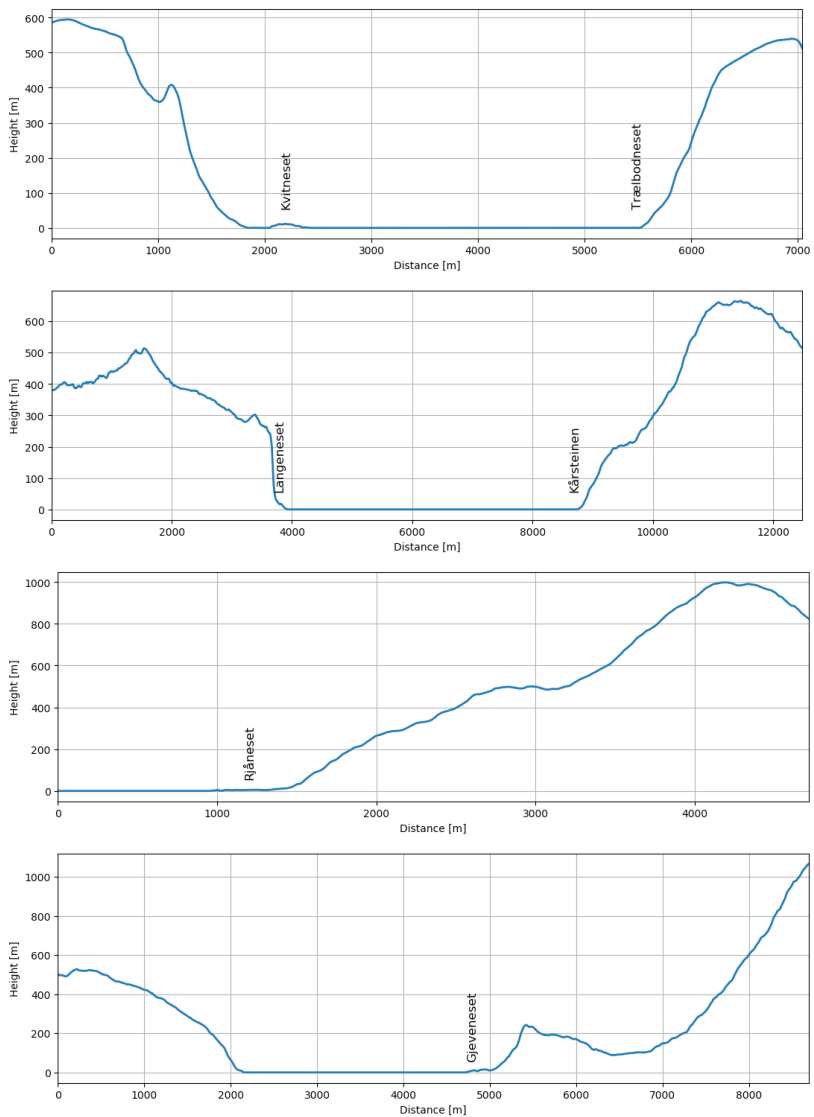 600
500
400
300
200
100
0
Height [m]
Kvitneset
Trælbodneset
0 1000 2000 3000 4000 5000 6000 7000
Distance [m]
600
500
400
300
200
100
0
Height [m]
Langeneset
Kårsteinen
0 2000 4000 6000 8000 10000 12000
Distance [m]
1000
800
600
400
200
0
Height [m]
Rjåneset
0 1000 2000 3000 4000
Distance [m]
1000
800
600
400
200
0
Height [m]
Gjeveneset
0 1000 2000 3000 4000 5000 6000 7000 8000
Distance [m]